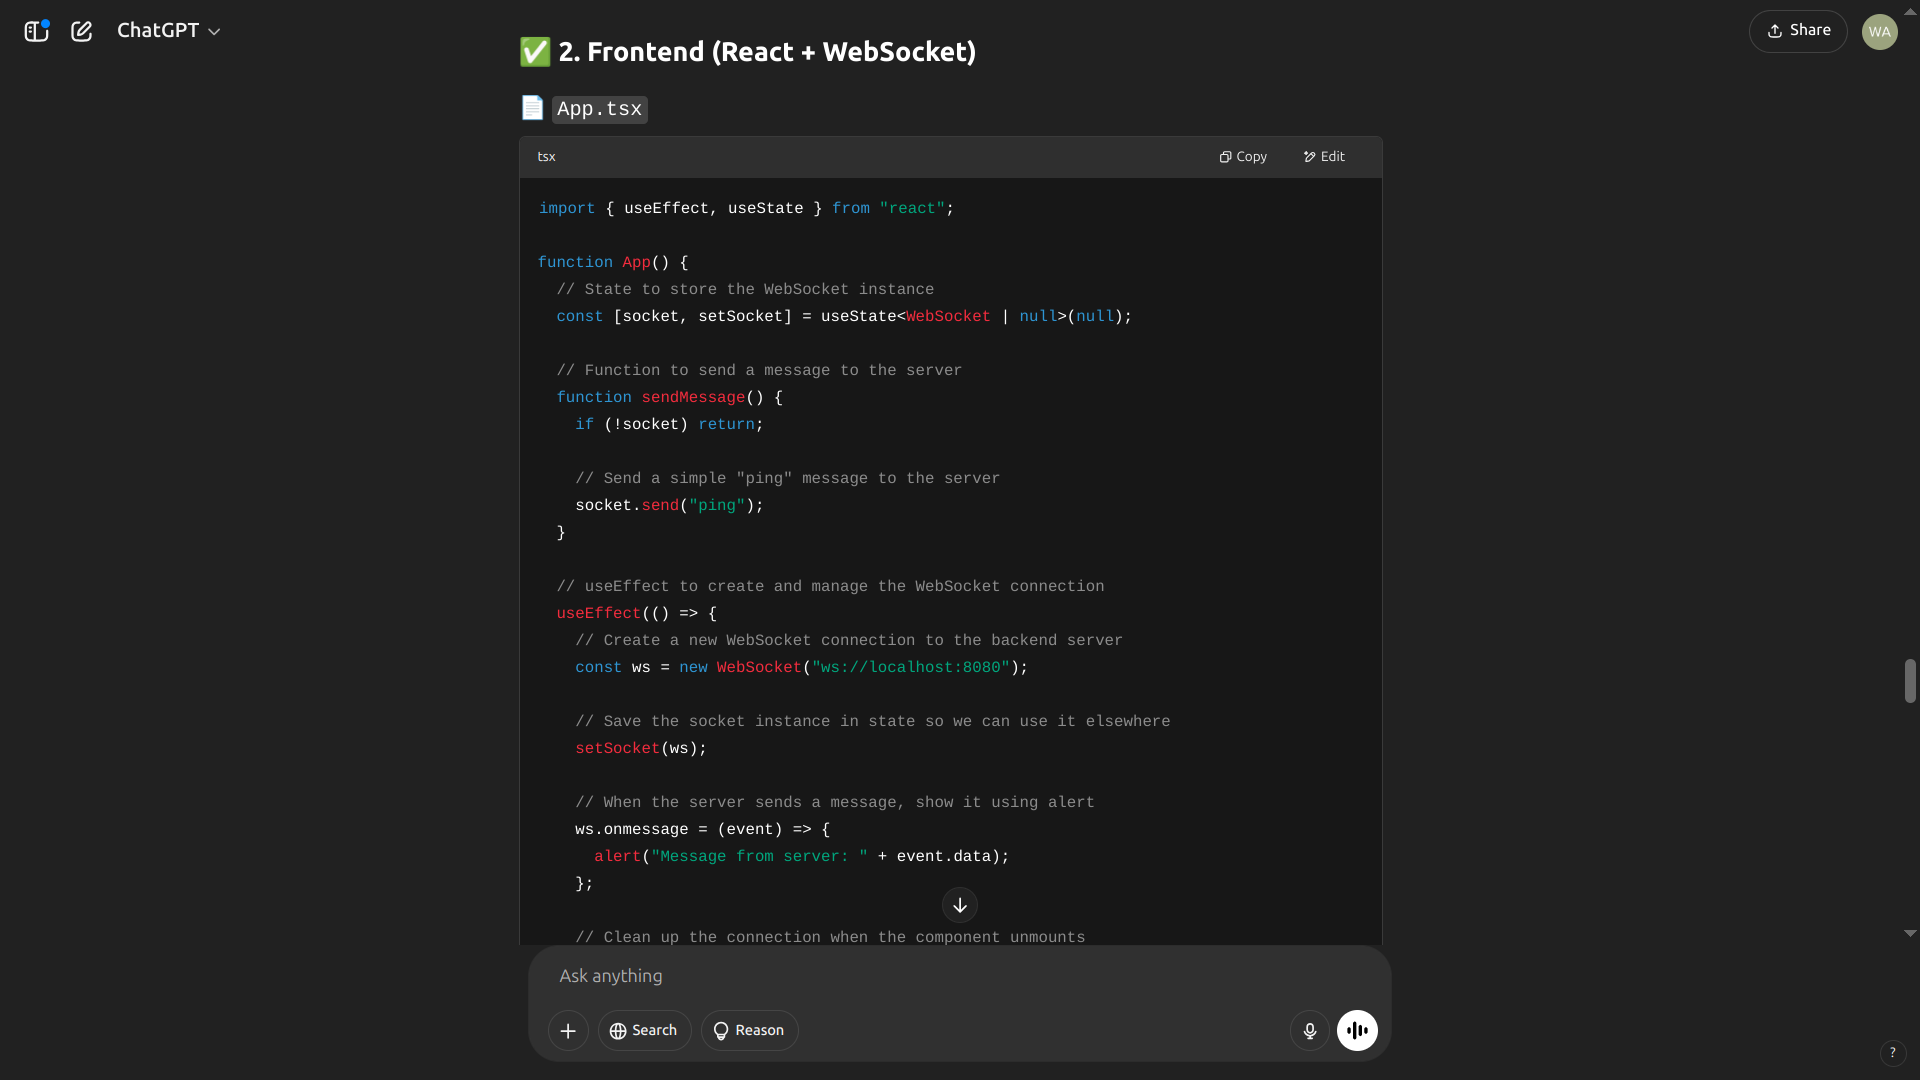 ChatGPT
Share
WA
✅ 2. Frontend (React + WebSocket)
📄 App.tsx
tsx
Copy
Edit
import { useEffect, useState } from "react";
function App() {
  // State to store the WebSocket instance
  const [socket, setSocket] = useState<WebSocket | null>(null);
  // Function to send a message to the server
  function sendMessage() {
    if (!socket) return;
    // Send a simple "ping" message to the server
    socket.send("ping");
  }
  // useEffect to create and manage the WebSocket connection
  useEffect(() => {
    // Create a new WebSocket connection to the backend server
    const ws = new WebSocket("ws://localhost:8080");
    // Save the socket instance in state so we can use it elsewhere
    setSocket(ws);
    // When the server sends a message, show it using alert
    ws.onmessage = (event) => {
      alert("Message from server: " + event.data);
    };
    // Clean up the connection when the component unmounts
Ask anything
Search
Reason
?